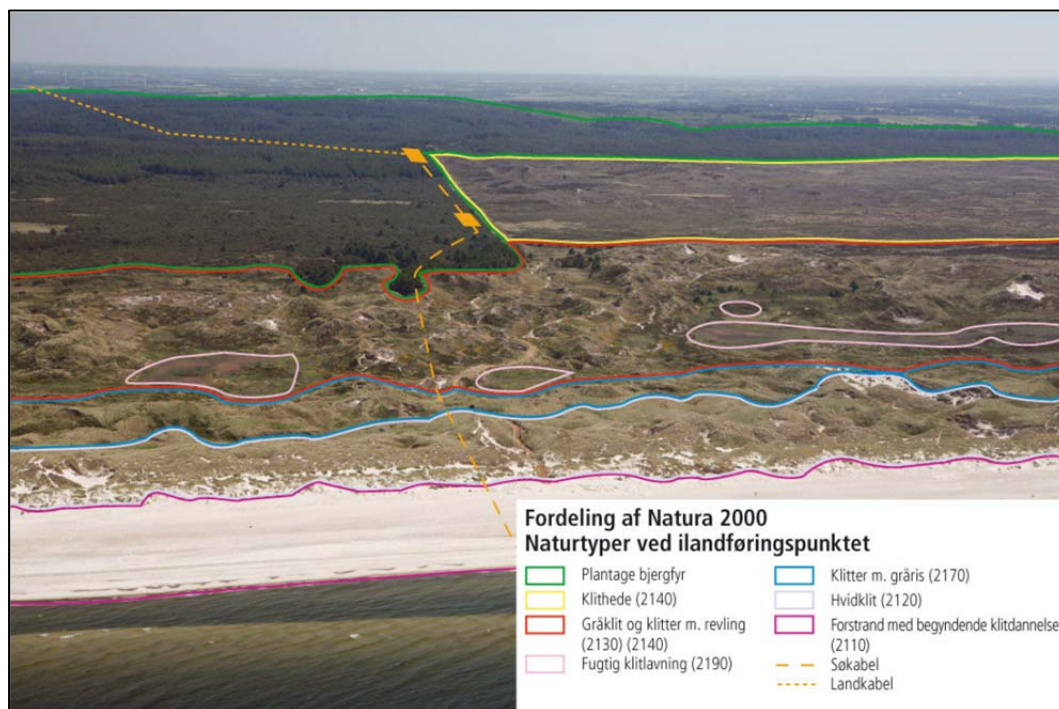 Fordeling af Natura 2000
Naturtyper ved ilandføringspunktet
Plantage bjergfyr
Klithede (2140)
Gråklit og klitter m. revling
(2130) (2140)
Fugtig klitlavning (2190)
Klitter m. gråris (2170)
Hvidklit (2120)
Forstrand med begyndende klitdannelse
(2110)
Søkabel
Landkabel